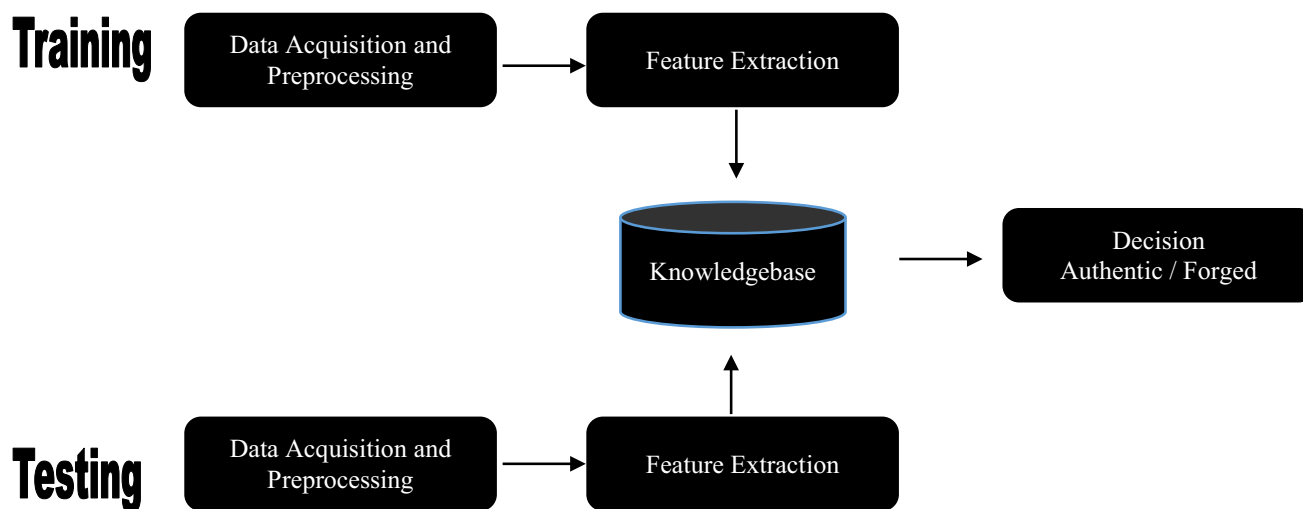 Training
Data Acquisition and
Preprocessing
Feature Extraction
Knowledgebase
Decision
Authentic / Forged
Testing
Data Acquisition and
Preprocessing
Feature Extraction